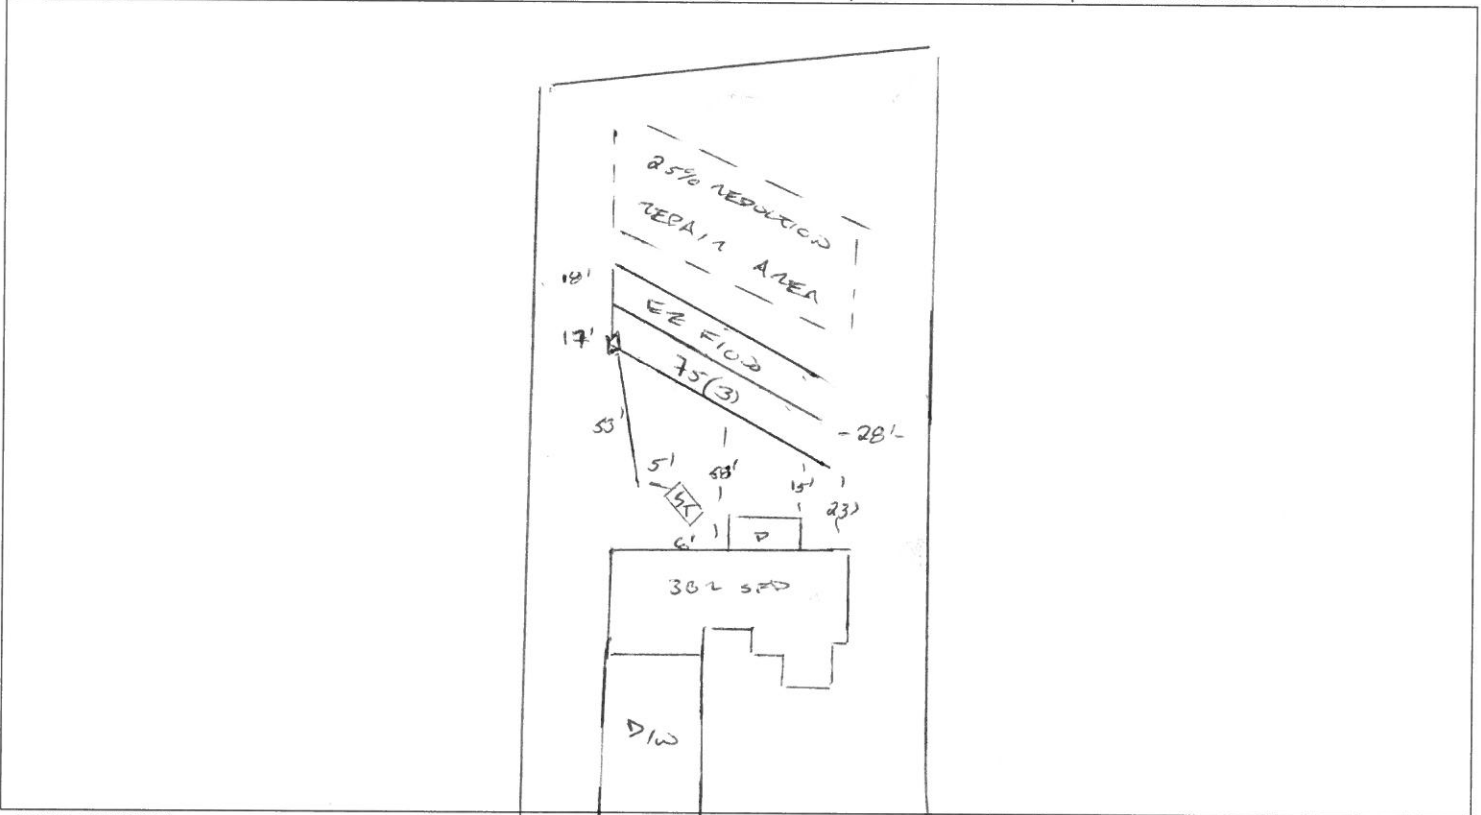 25% REDUCTION
REPAIR AREA
18'
EZ FLOW
17'
75(3)
53'
-28'-
5'
58'
15'
ST
23'
6'
D
3BR SFD
D/W